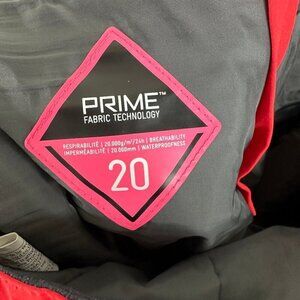 PRIME™
FABRIC TECHNOLOGY
RESPIRABILITÉ | 20.000g/m²/24h | BREATHABILITY
IMPERMÉABILITÉ | 20.000mm | WATERPROOFNESS
20